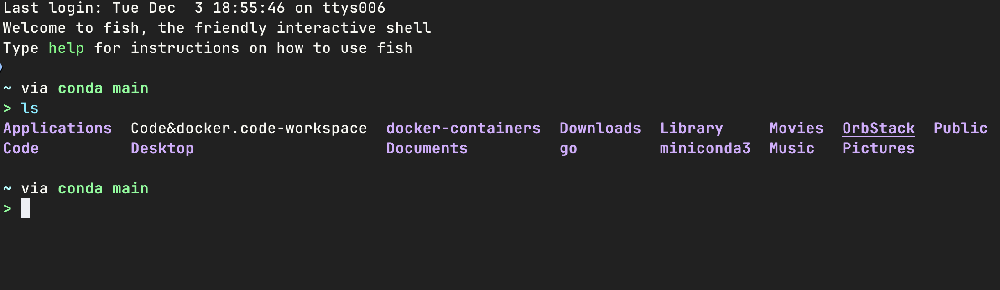 Last login: Tue Dec  3 18:55:46 on ttys006
Welcome to fish, the friendly interactive shell
Type help for instructions on how to use fish
~ via conda main
> ls
Applications  Code&docker.code-workspace  docker-containers  Downloads  Library     Movies  OrbStack  Public
Code          Desktop                     Documents          go         miniconda3  Music   Pictures
~ via conda main
>